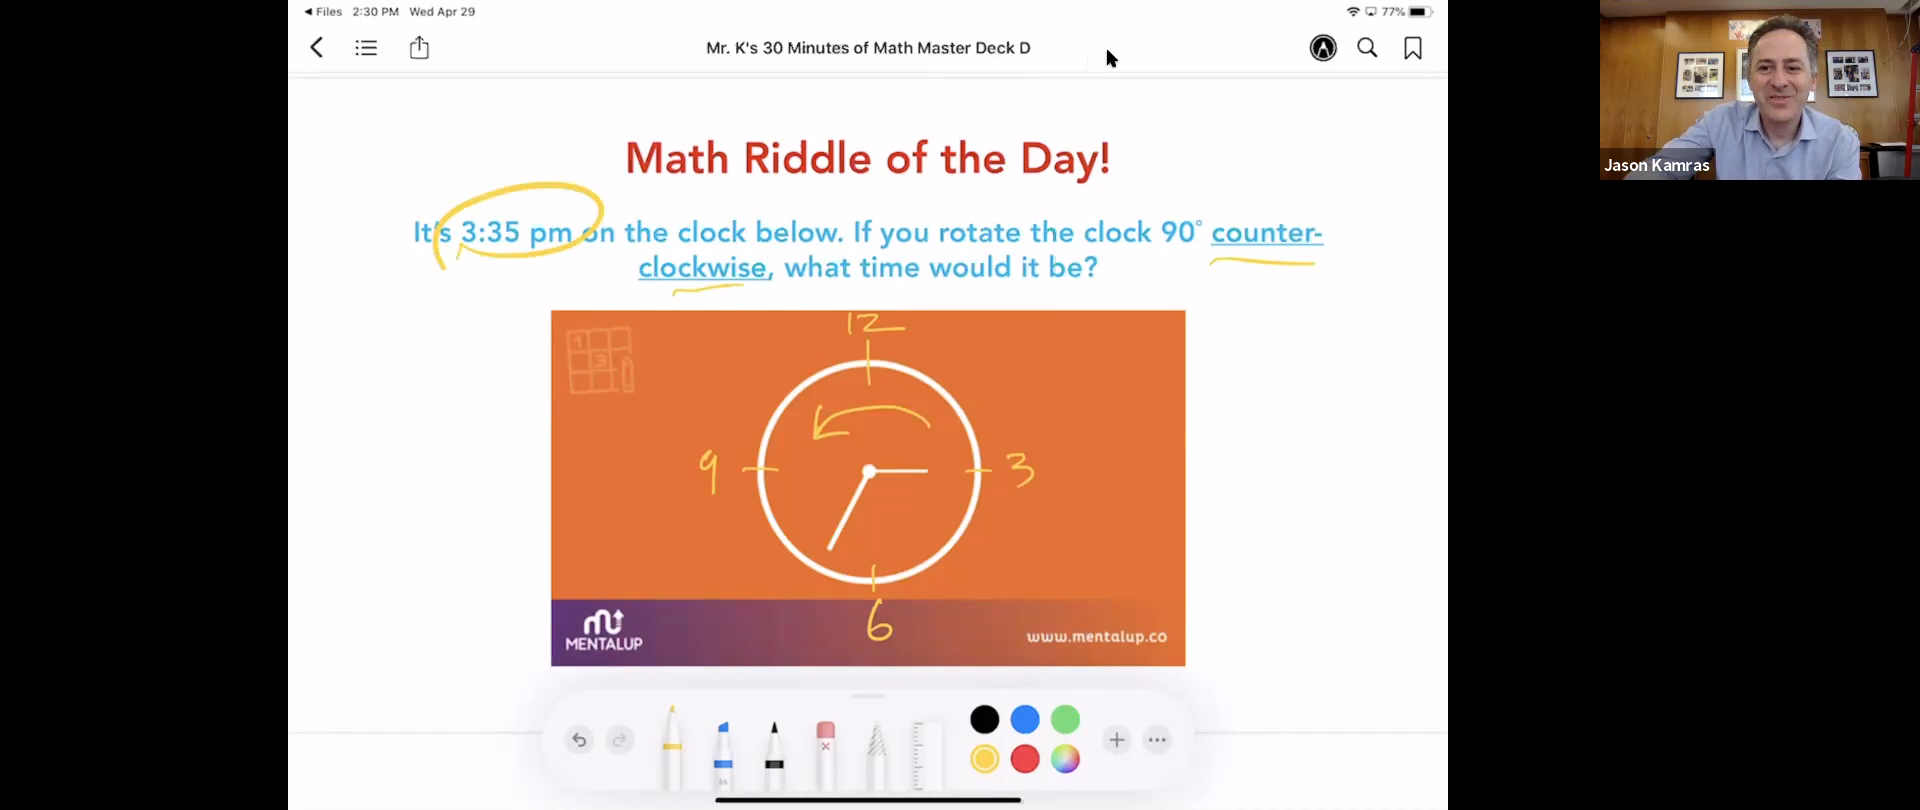 Files 2:30 PM Wed Apr 29
77%
Mr. K's 30 Minutes of Math Master Deck D
Jason Kamras
Math Riddle of the Day!
It's 3:35 pm on the clock below. If you rotate the clock 90° counter-
clockwise, what time would it be?
12
1
3
9
3
6
MENTALUP
www.mentalup.co